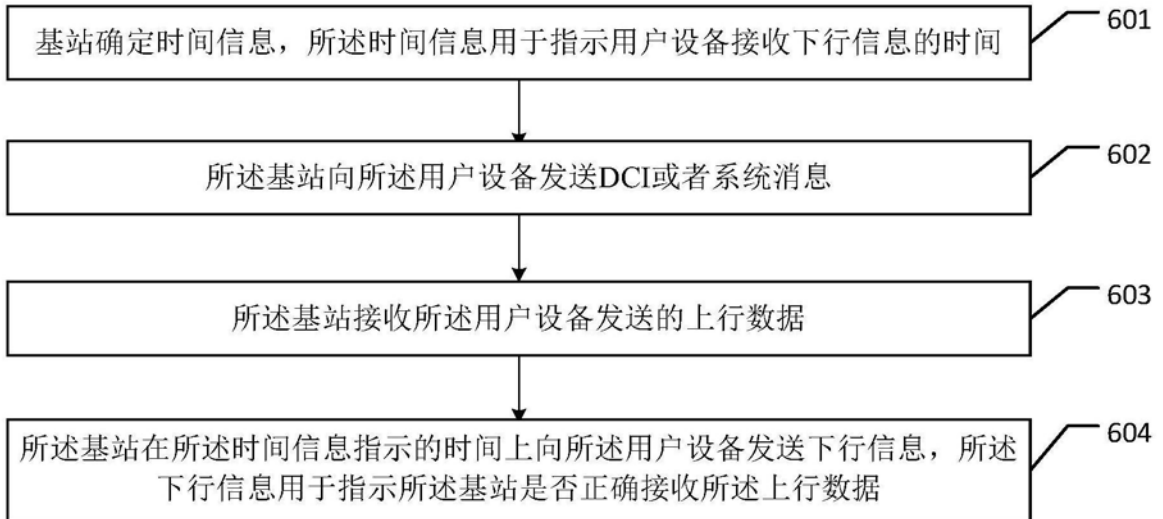 基站确定时间信息，所述时间信息用于指示用户设备接收下行信息的时间
601
所述基站向所述用户设备发送DCI或者系统消息
602
所述基站接收所述用户设备发送的上行数据
603
所述基站在所述时间信息指示的时间上向所述用户设备发送下行信息，所述
下行信息用于指示所述基站是否正确接收所述上行数据
604